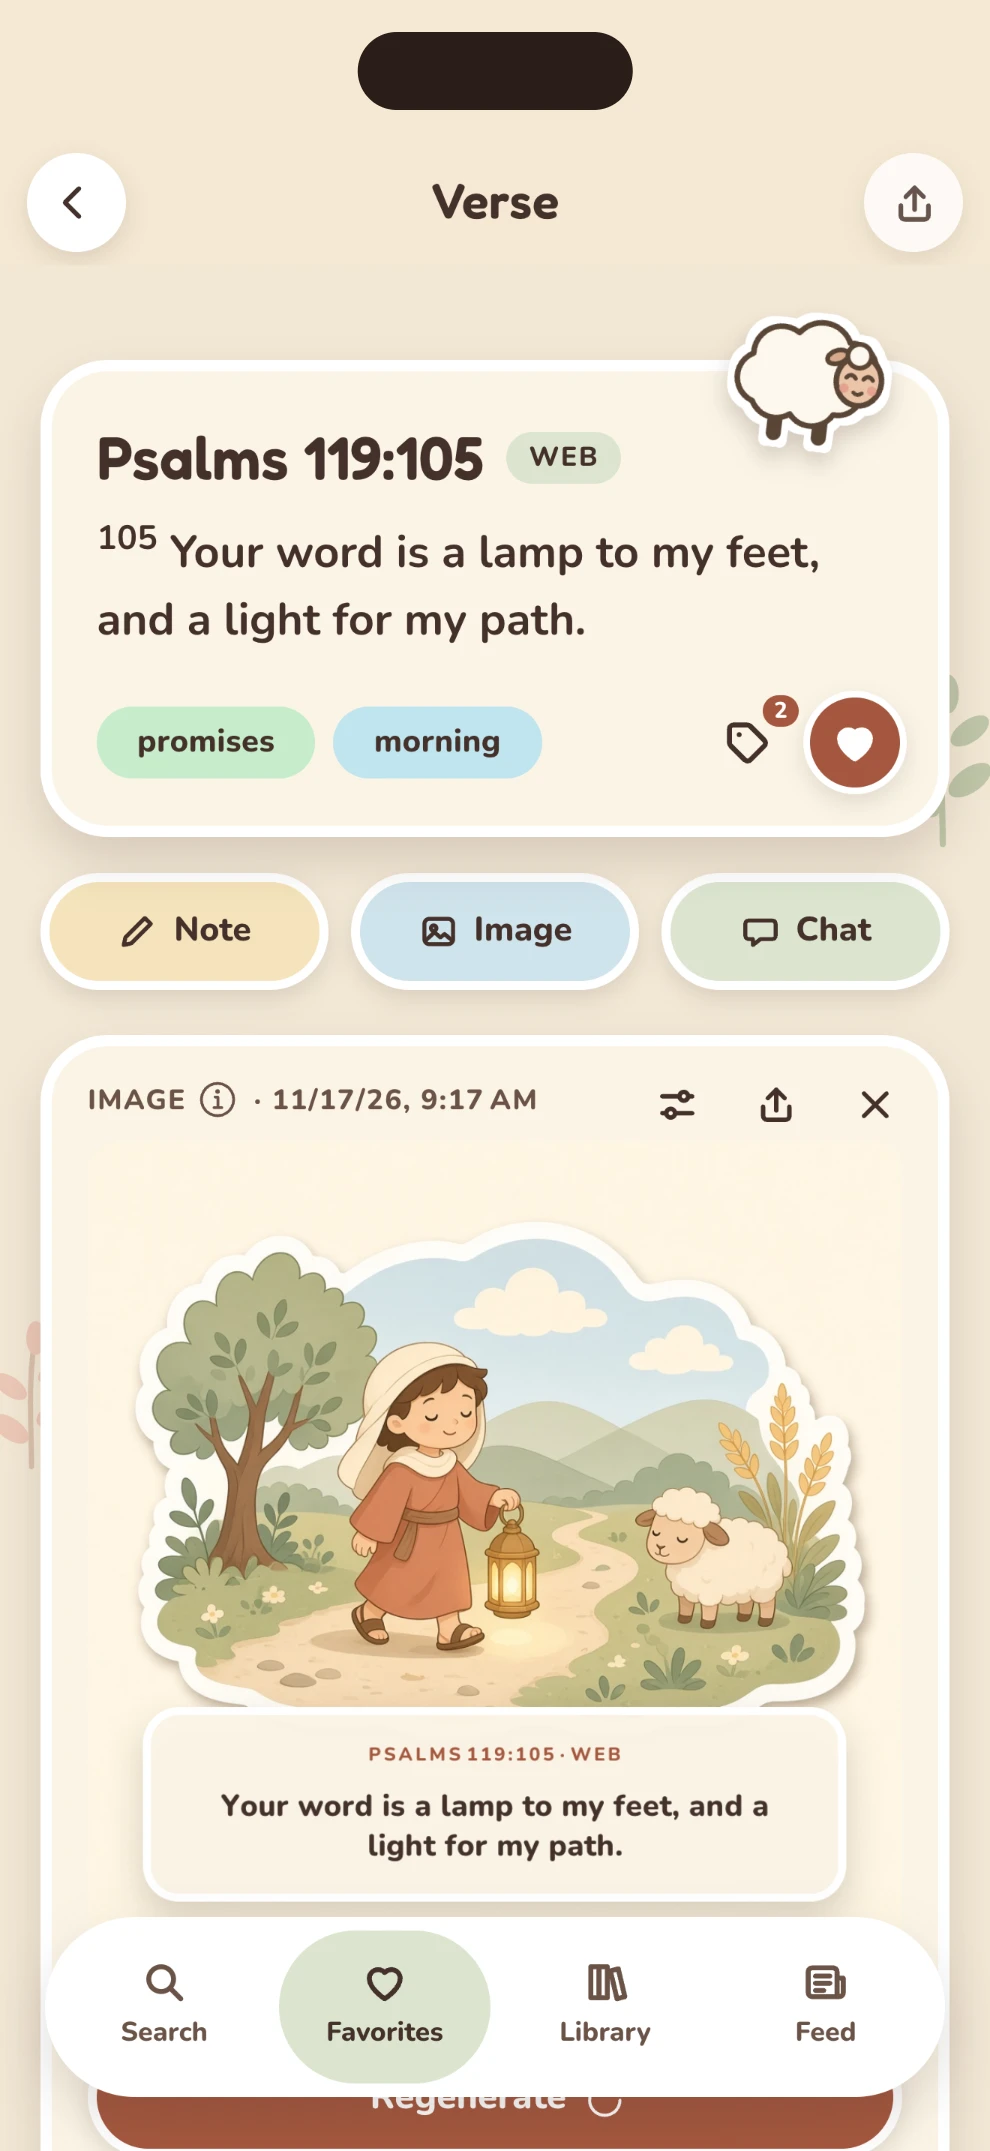 Verse
Psalms 119:105 WEB
105 Your word is a lamp to my feet,
and a light for my path.
promises morning 2
Note Image Chat
IMAGE · 11/17/26, 9:17 AM
PSALMS 119:105 · WEB
Your word is a lamp to my feet, and a
light for my path.
Search Favorites Library Feed
Regenerate